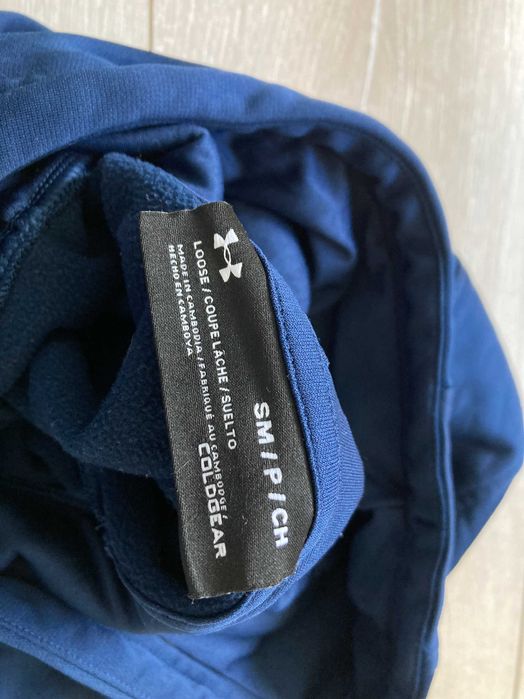 SM / P / CH
LOOSE / COUPE LÂCHE / SUELTO
MADE IN CAMBODIA / FABRIQUÉ AU CAMBODGE /
HECHO EN CAMBOYA
COLDGEAR